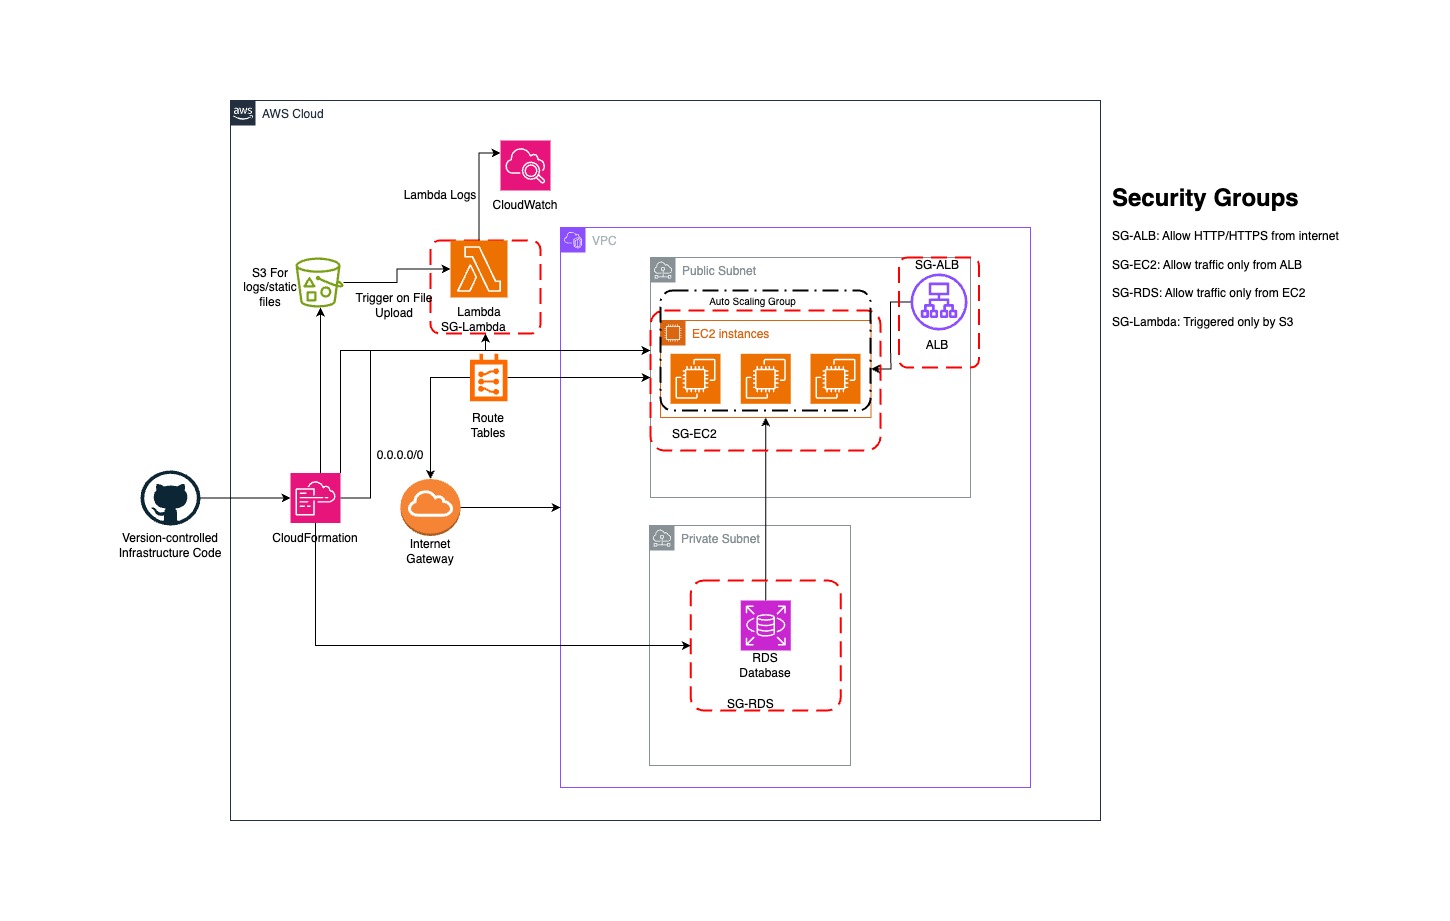 aws
AWS Cloud
Lambda Logs
CloudWatch
S3 For
logs/static
files
Trigger on File
Upload
Lambda
SG-Lambda
Route
Tables
0.0.0.0/0
Version-controlled
Infrastructure Code
CloudFormation
Internet
Gateway
VPC
Public Subnet
Auto Scaling Group
EC2 instances
SG-EC2
SG-ALB
ALB
Private Subnet
RDS
Database
SG-RDS
Security Groups
SG-ALB: Allow HTTP/HTTPS from internet
SG-EC2: Allow traffic only from ALB
SG-RDS: Allow traffic only from EC2
SG-Lambda: Triggered only by S3